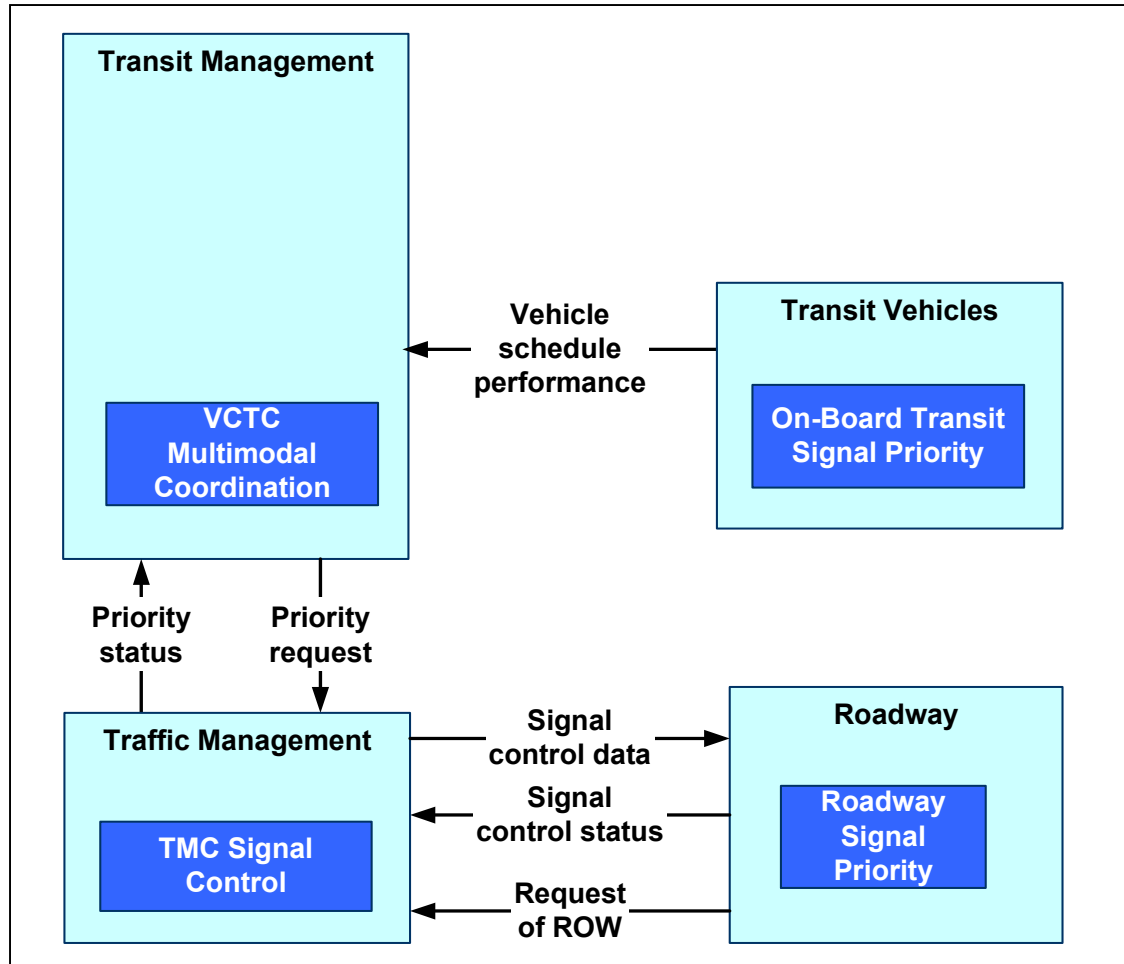 Transit Management
VCTC
Multimodal
Coordination
Vehicle
schedule
performance
Transit Vehicles
On-Board Transit
Signal Priority
Priority
status
Priority
request
Traffic Management
TMC Signal
Control
Signal
control data
Signal
control status
Request
of ROW
Roadway
Roadway
Signal
Priority